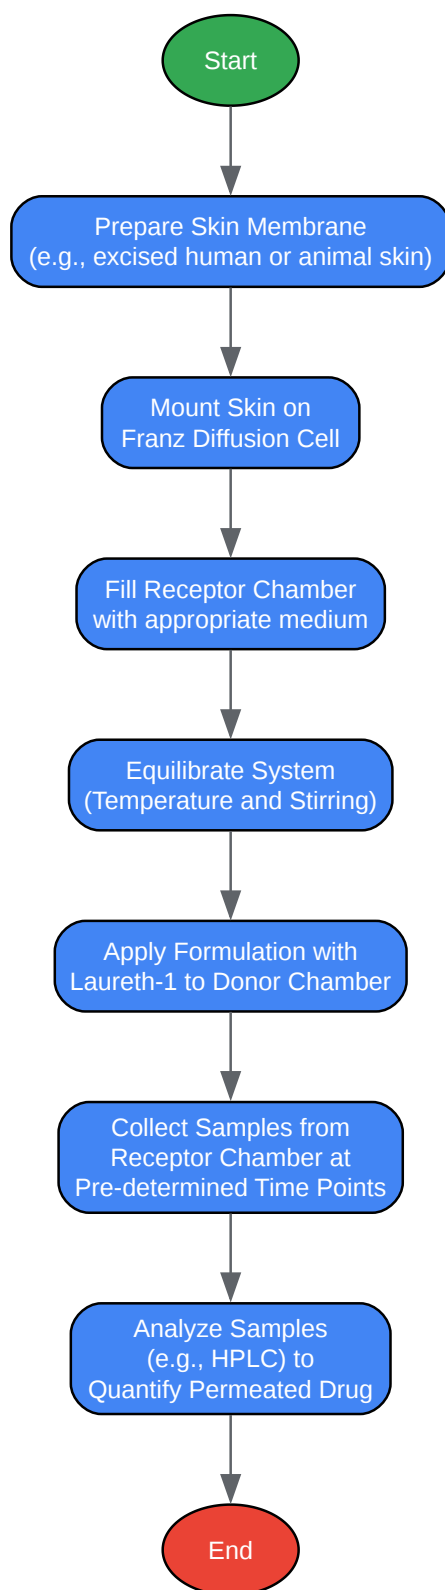 Start
Prepare Skin Membrane
(e.g., excised human or animal skin)
Mount Skin on
Franz Diffusion Cell
Fill Receptor Chamber
with appropriate medium
Equilibrate System
(Temperature and Stirring)
Apply Formulation with
Laureth-1 to Donor Chamber
Collect Samples from
Receptor Chamber at
Pre-determined Time Points
Analyze Samples
(e.g., HPLC) to
Quantify Permeated Drug
End